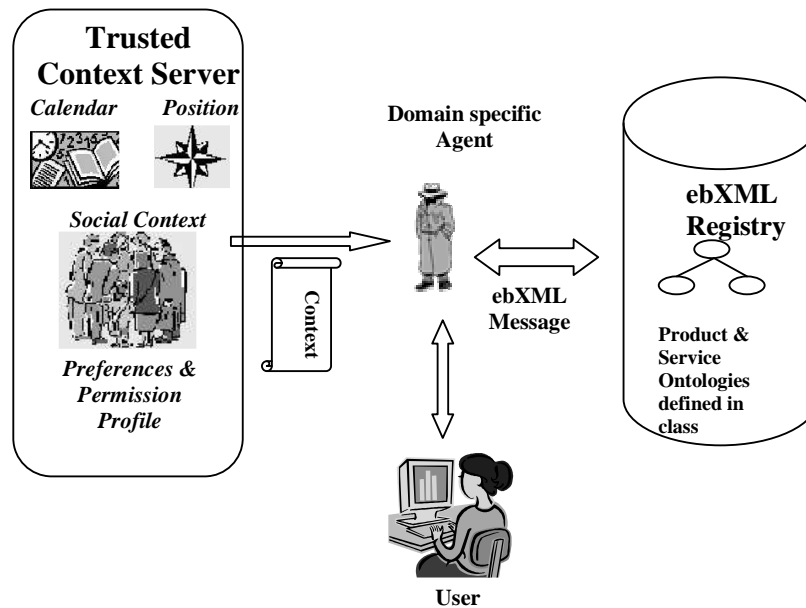 Trusted
Context Server
Calendar
Position
Social Context
Preferences &
Permission
Profile
Context
Domain specific
Agent
ebXML
Message
User
ebXML
Registry
Product &
Service
Ontologies
defined in
class